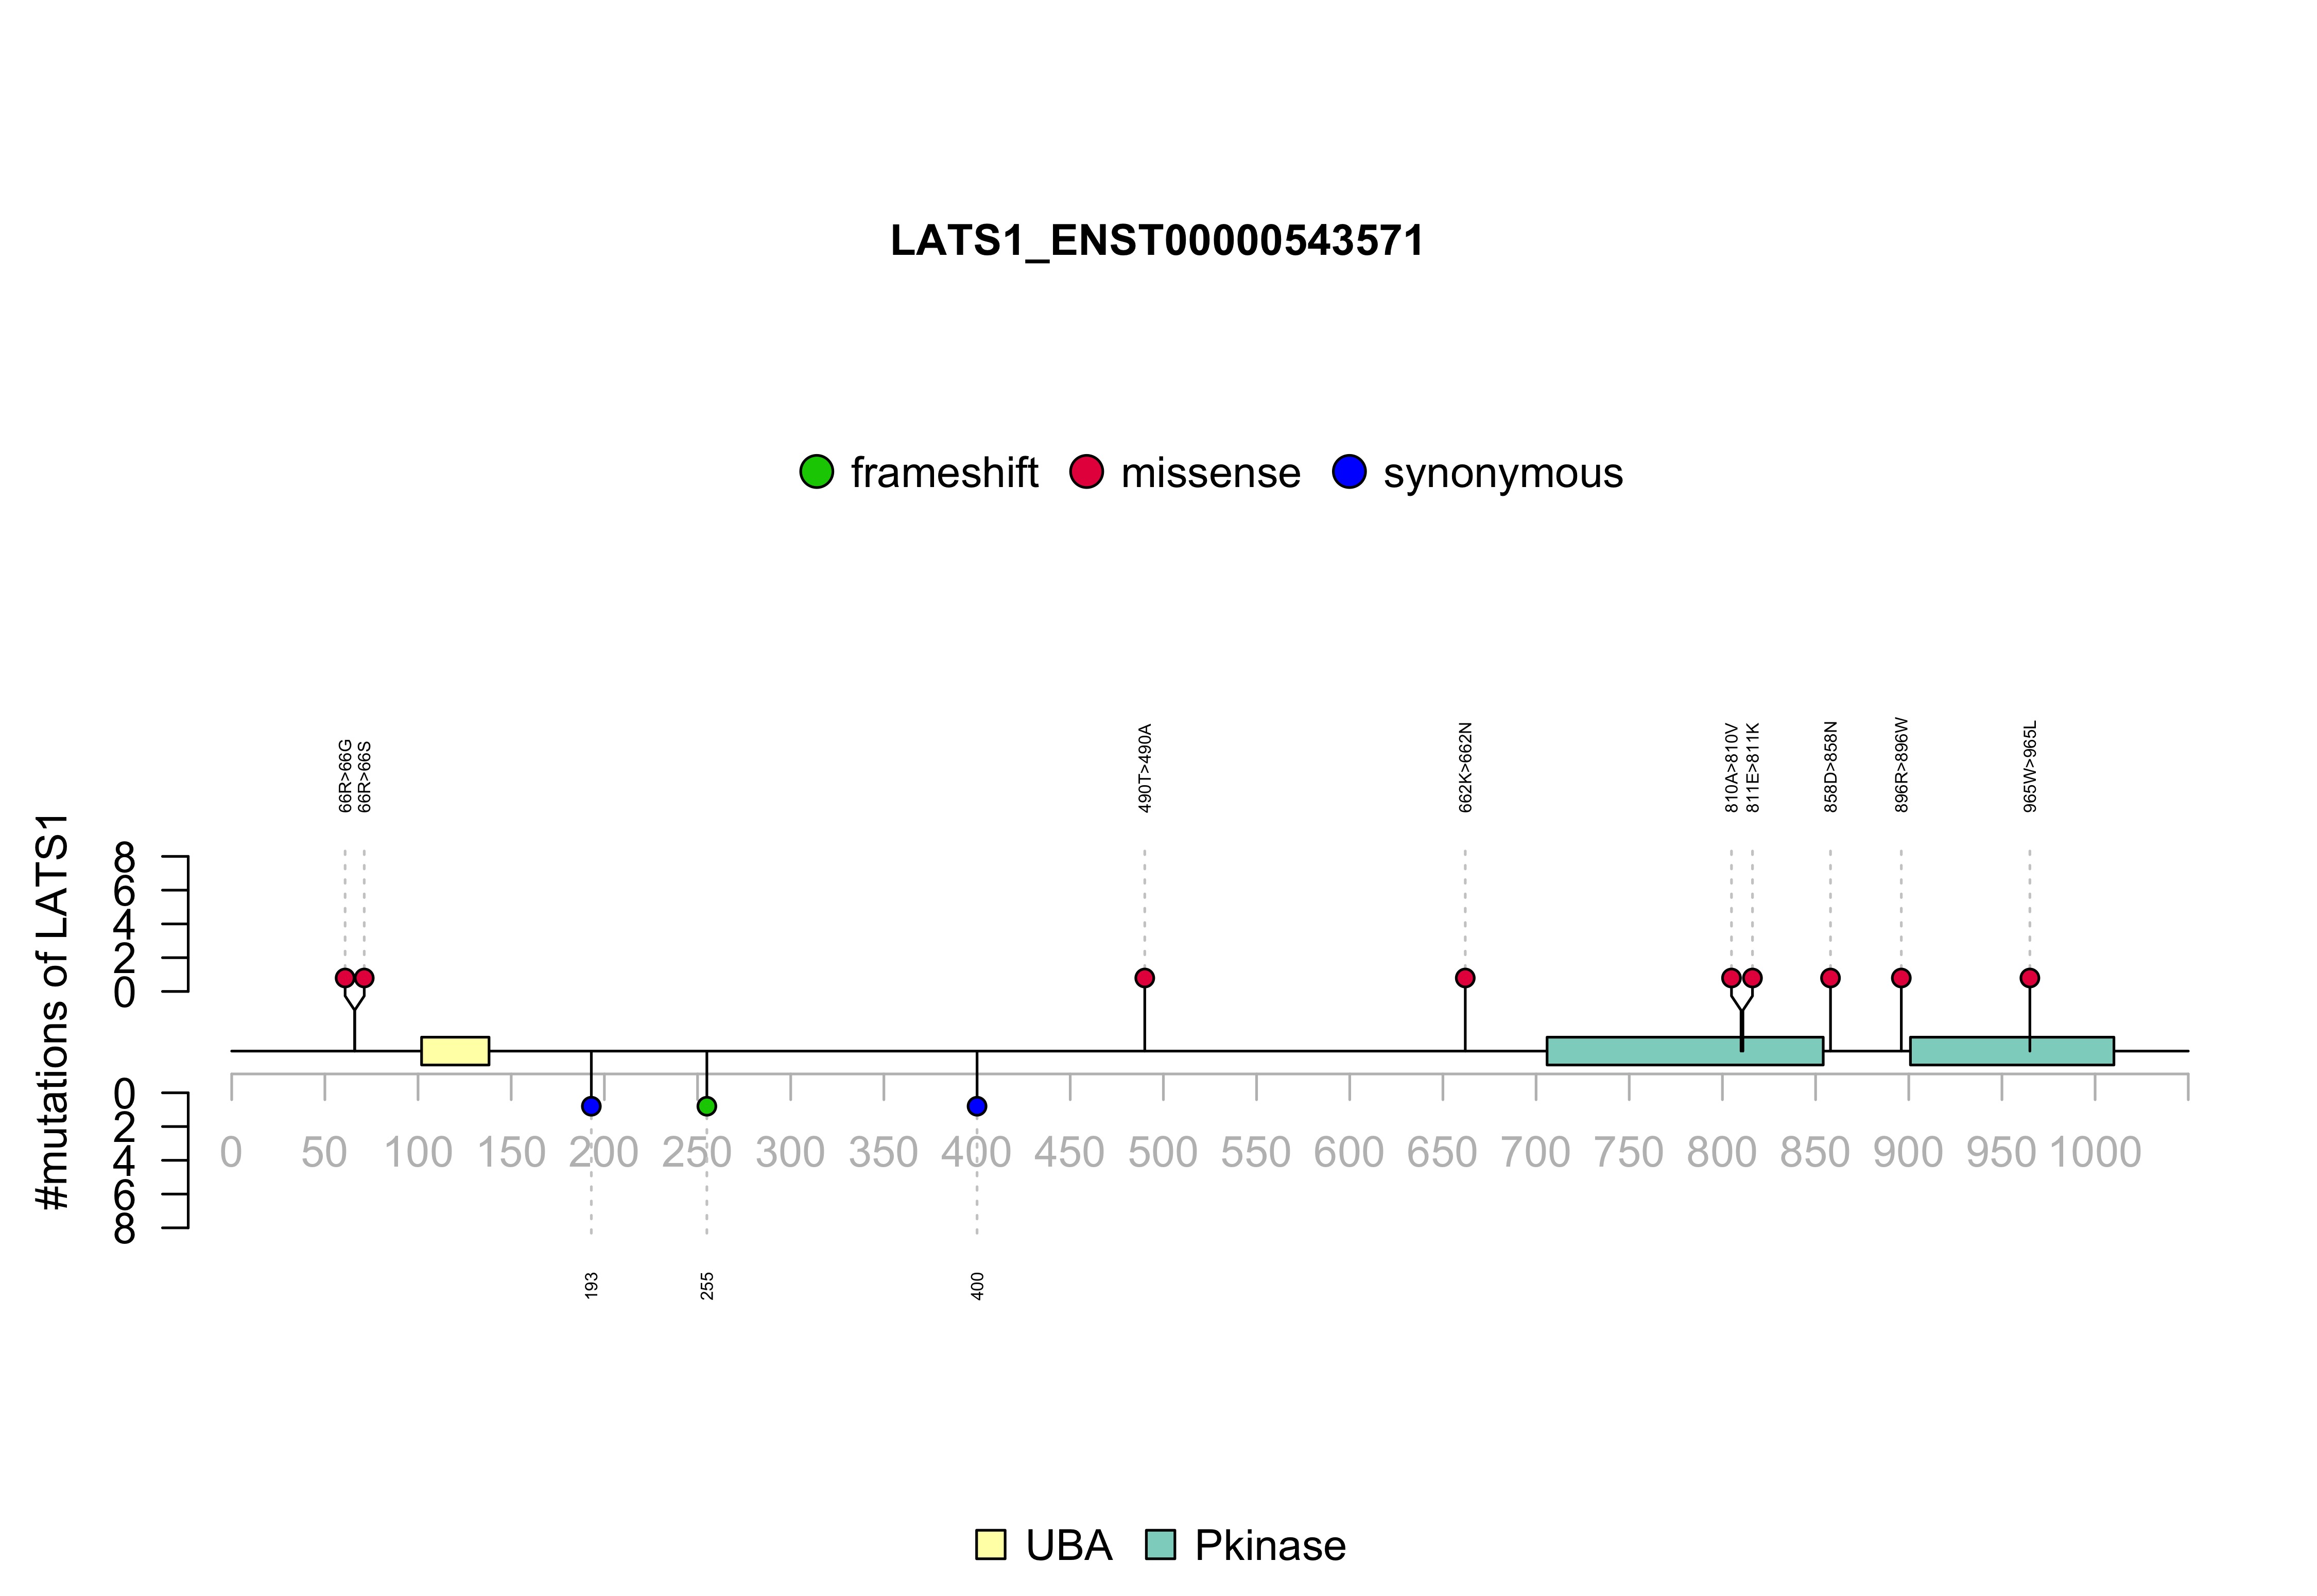 LATS1_ENST00000543571
frameshift missense synonymous
66R>66G
66R>66S
490T>490A
662K>662N
810A>810V
811E>811K
858D>858N
896R>896W
965W>965L
#mutations of LATS1
8
6
4
2
0
0
2
4
6
8
0 50 100 150 200 250 300 350 400 450 500 550 600 650 700 750 800 850 900 950 1000
193
255
400
UBA Pkinase